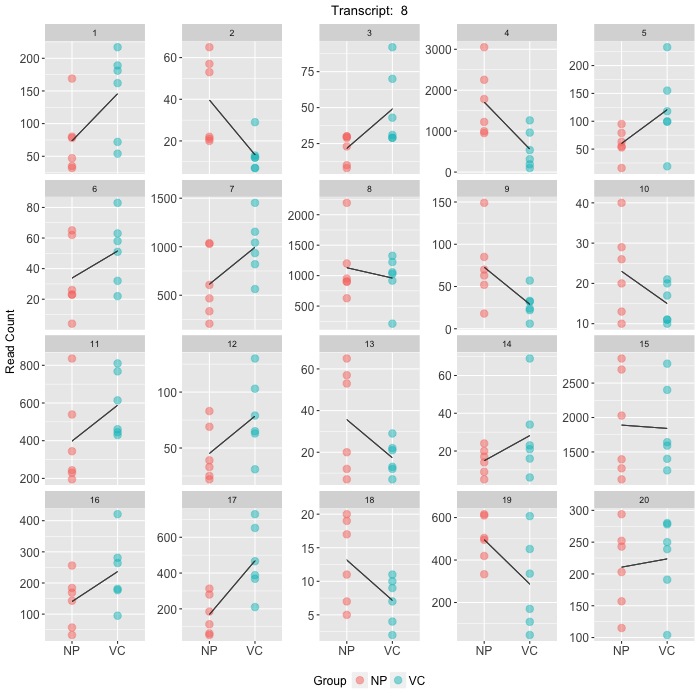 Transcript: 8
1 2 3 4 5
200 150 100 50
60 40 20
75 50 25
3000 2000 1000 0
200 150 100 50
6 7 8 9 10
80 60 40 20
1500 1000 500
2000 1500 1000 500
150 100 50 0
40 30 20 10
Read Count
11 12 13 14 15
800 600 400 200
100 50
60 40 20
60 40 20
2500 2000 1500
16 17 18 19 20
400 300 200 100
600 400 200
20 15 10 5
600 400 200
300 250 200 150 100
NP VC NP VC NP VC NP VC NP VC
Group NP VC